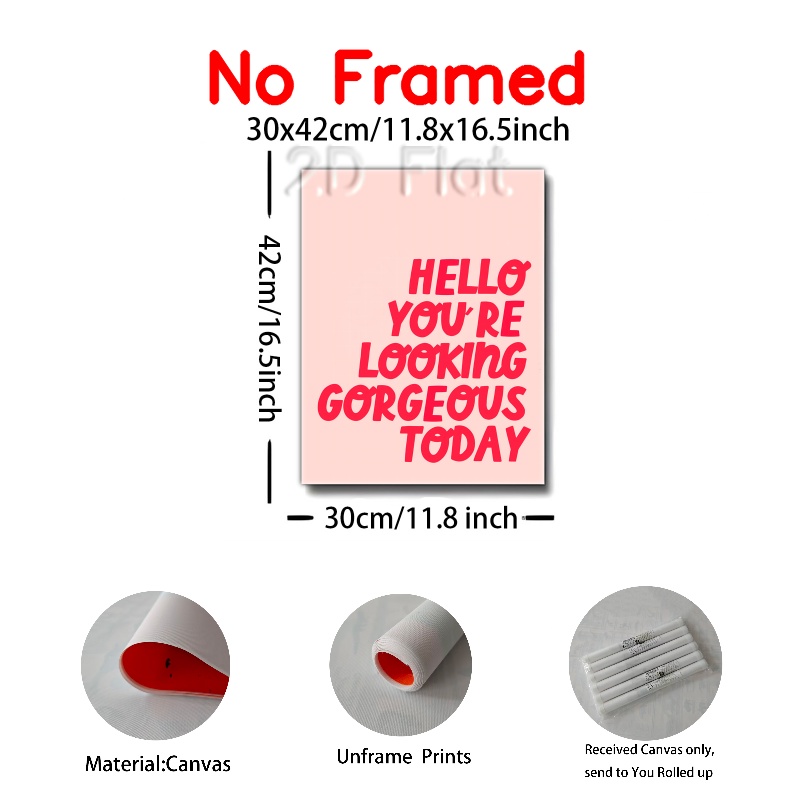 No Framed
30x42cm/11.8x16.5inch
2D Flat
42cm/16.5inch
HELLO
YOU'RE
LOOKING
GORGEOUS
TODAY
30cm/11.8 inch
Material:Canvas
Unframe Prints
Received Canvas only,
send to You Rolled up